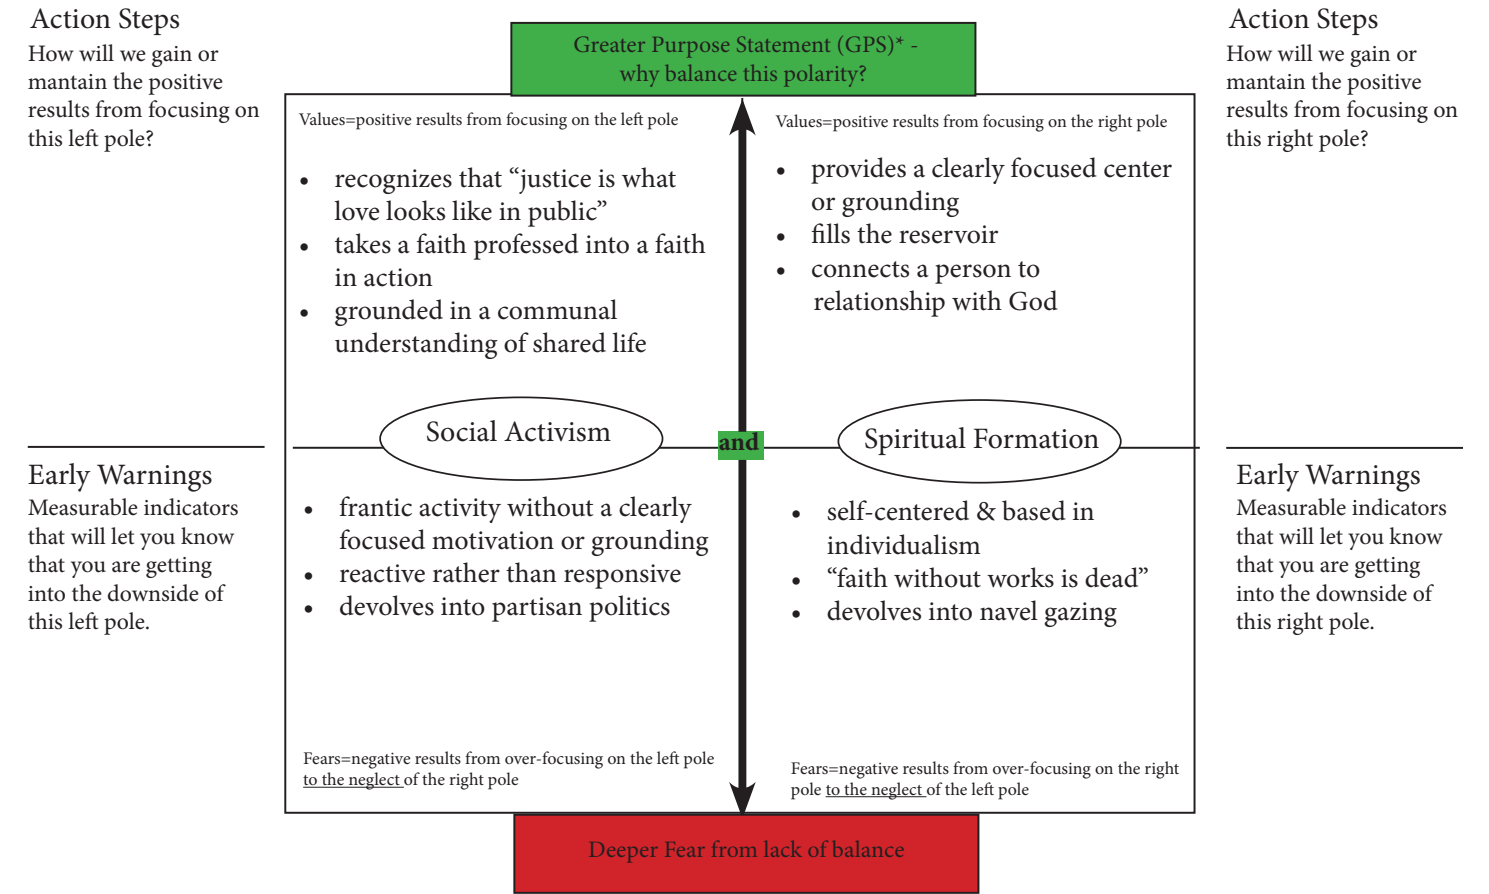 Action Steps
How will we gain or
mantain the positive
results from focusing on
this left pole?
Greater Purpose Statement (GPS)* -
why balance this polarity?
Action Steps
How will we gain or
mantain the positive
results from focusing on
this right pole?
Values=positive results from focusing on the left pole
• recognizes that “justice is what
love looks like in public”
• takes a faith professed into a faith
in action
• grounded in a communal
understanding of shared life
Values=positive results from focusing on the right pole
• provides a clearly focused center
or grounding
• fills the reservoir
• connects a person to
relationship with God
Social Activism
and
Spiritual Formation
Early Warnings
Measurable indicators
that will let you know
that you are getting
into the downside of
this left pole.
• frantic activity without a clearly
focused motivation or grounding
• reactive rather than responsive
• devolves into partisan politics
Fears=negative results from over-focusing on the left pole
to the neglect of the right pole
• self-centered & based in
individualism
• “faith without works is dead”
• devolves into navel gazing
Fears=negative results from over-focusing on the right
pole to the neglect of the left pole
Early Warnings
Measurable indicators
that will let you know
that you are getting
into the downside of
this right pole.
Deeper Fear from lack of balance